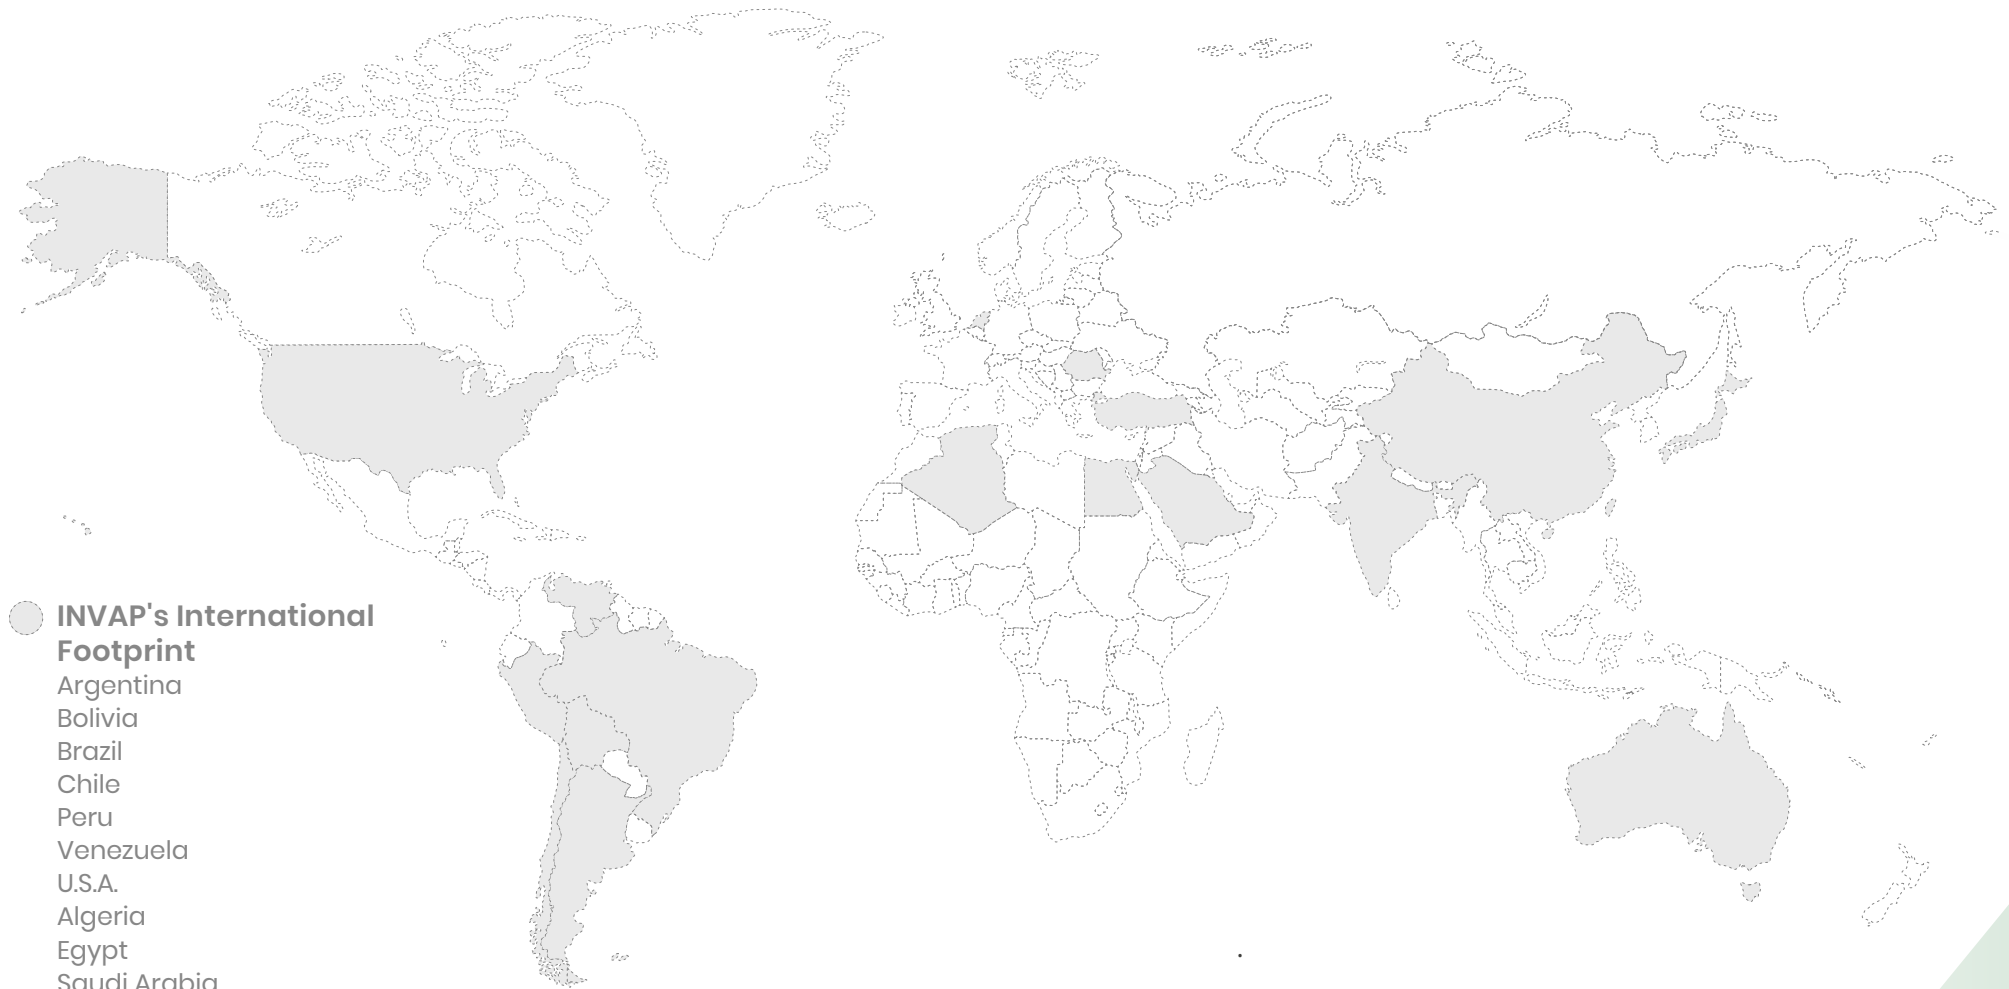 INVAP's International
Footprint
Argentina
Bolivia
Brazil
Chile
Peru
Venezuela
U.S.A.
Algeria
Egypt
Saudi Arabia